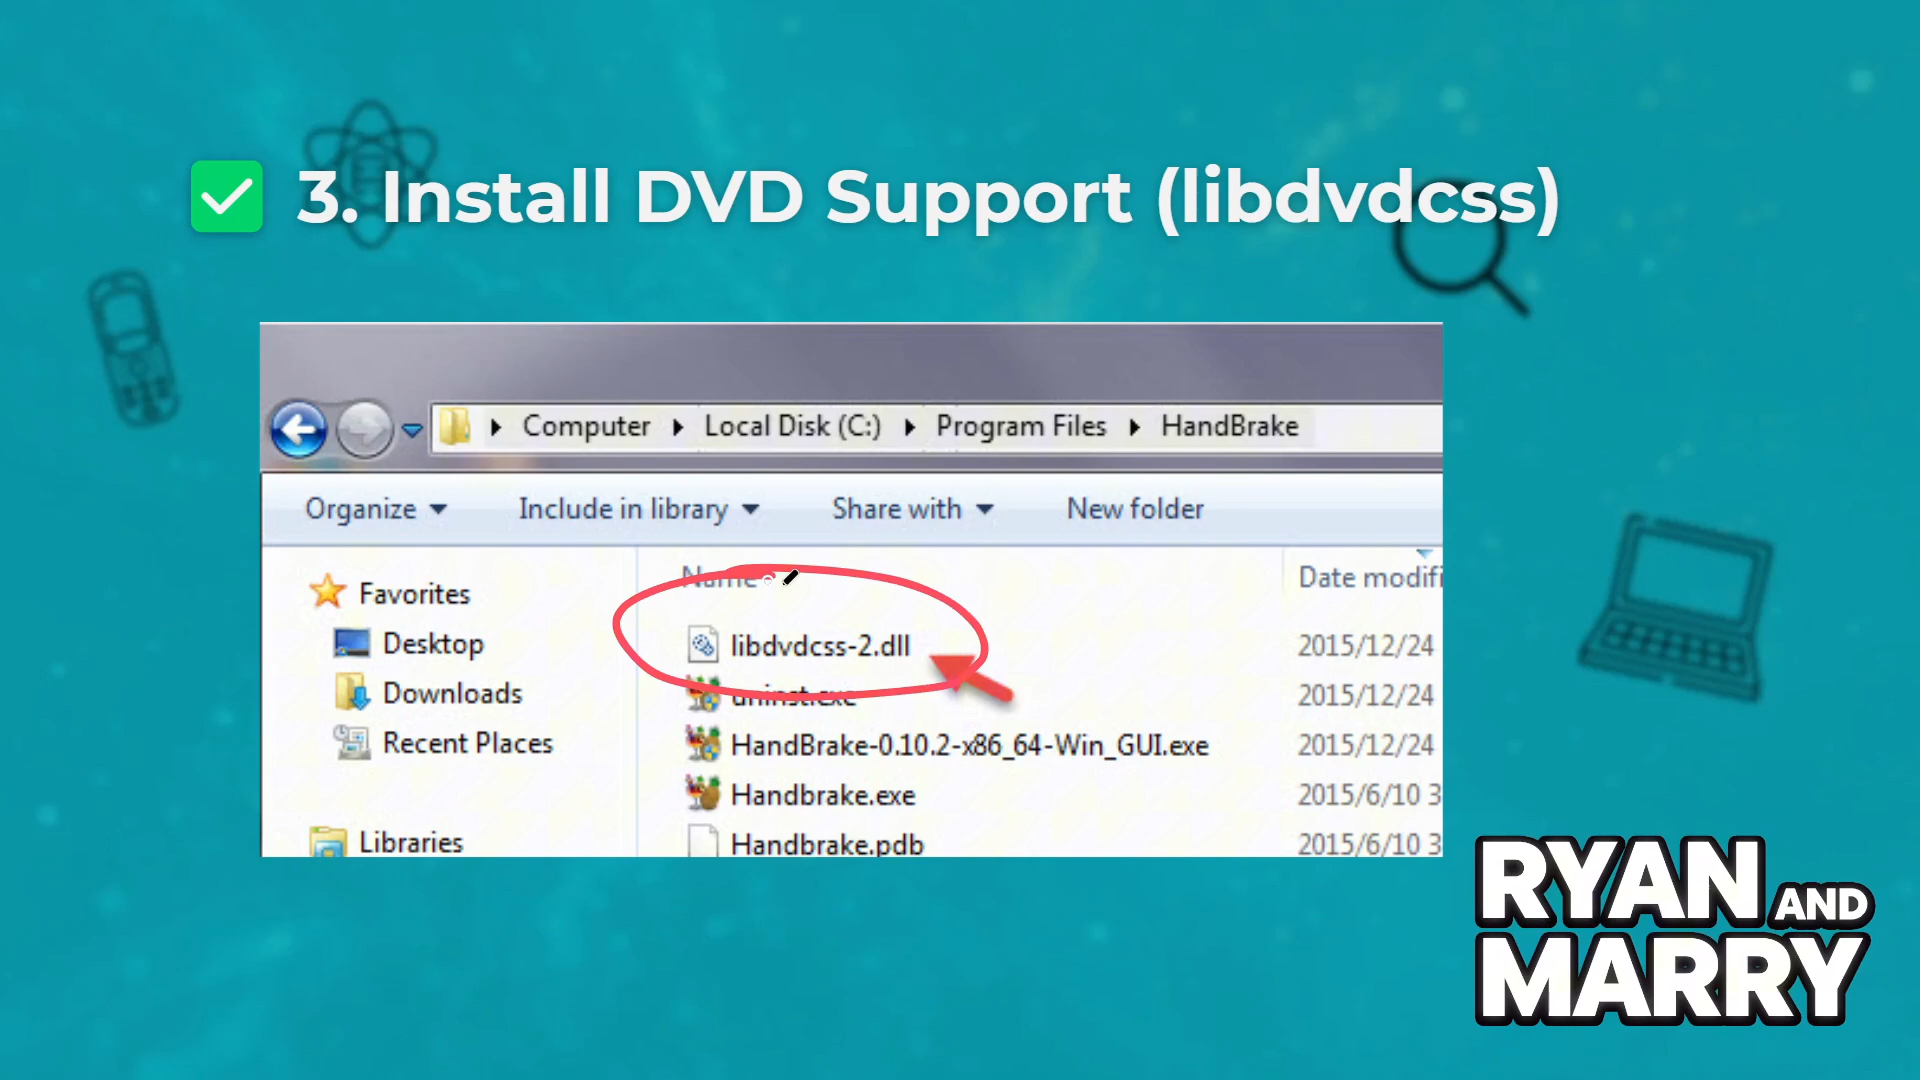 ✅ 3. Install DVD Support (libdvdcss)
Computer ▸ Local Disk (C:) ▸ Program Files ▸ HandBrake
Organize ▾ Include in library ▾ Share with ▾ New folder
Name Date modifi
Favorites
Desktop
Downloads
Recent Places
Libraries
libdvdcss-2.dll 2015/12/24
uninst.exe 2015/12/24
HandBrake-0.10.2-x86_64-Win_GUI.exe 2015/12/24
Handbrake.exe 2015/6/10 3
Handbrake.pdb 2015/6/10 3
RYAN AND
MARRY